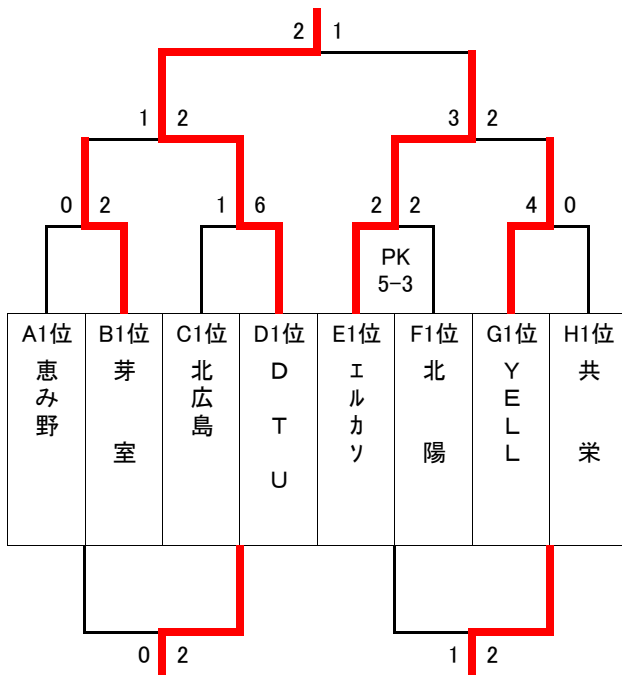 2 1
1 2 3 2
0 2 1 6 2 2 4 0
PK
5-3
A1位 B1位 C1位 D1位 E1位 F1位 G1位 H1位
恵み野
芽室
北広島
DTU
ｴﾙｶｿ
北陽
YELL
共栄
0 2 1 2